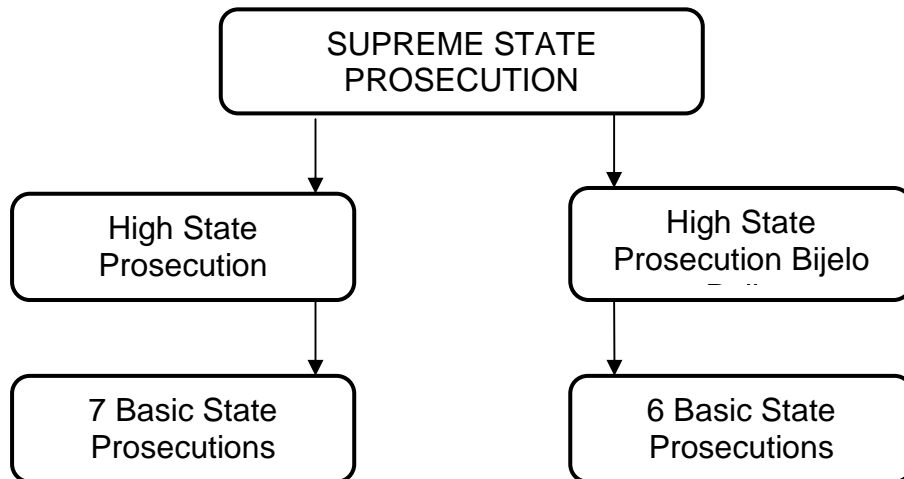 SUPREME STATE
PROSECUTION
High State
Prosecution
High State
Prosecution Bijelo
7 Basic State
Prosecutions
6 Basic State
Prosecutions